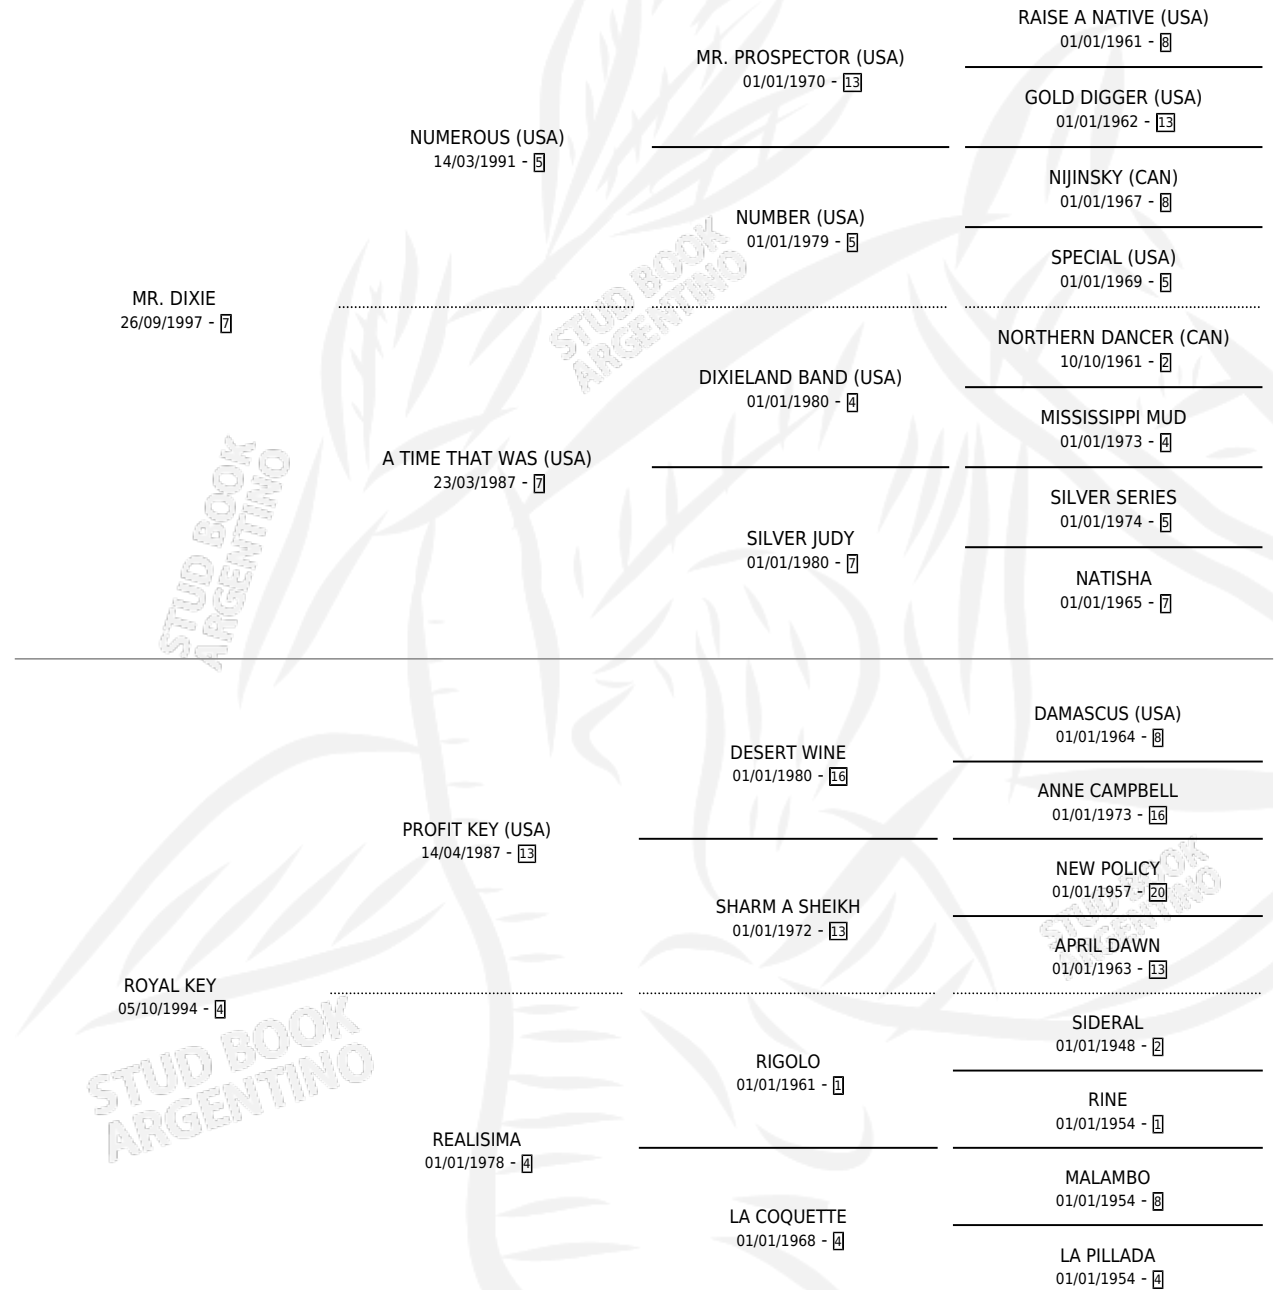 RAISE A NATIVE (USA)
01/01/1961 - 8
MR. PROSPECTOR (USA)
01/01/1970 - 13
GOLD DIGGER (USA)
01/01/1962 - 13
NUMEROUS (USA)
14/03/1991 - 5
NIJINSKY (CAN)
01/01/1967 - 8
NUMBER (USA)
01/01/1979 - 5
SPECIAL (USA)
01/01/1969 - 5
MR. DIXIE
26/09/1997 - 7
NORTHERN DANCER (CAN)
10/10/1961 - 2
DIXIELAND BAND (USA)
01/01/1980 - 4
MISSISSIPPI MUD
01/01/1973 - 4
A TIME THAT WAS (USA)
23/03/1987 - 7
SILVER SERIES
01/01/1974 - 5
SILVER JUDY
01/01/1980 - 7
NATISHA
01/01/1965 - 7
DAMASCUS (USA)
01/01/1964 - 8
DESERT WINE
01/01/1980 - 16
ANNE CAMPBELL
01/01/1973 - 16
PROFIT KEY (USA)
14/04/1987 - 13
NEW POLICY
01/01/1957 - 20
SHARM A SHEIKH
01/01/1972 - 13
APRIL DAWN
01/01/1963 - 13
ROYAL KEY
05/10/1994 - 4
SIDERAL
01/01/1948 - 2
RIGOLO
01/01/1961 - 1
RINE
01/01/1954 - 1
REALISIMA
01/01/1978 - 4
MALAMBO
01/01/1954 - 8
LA COQUETTE
01/01/1968 - 4
LA PILLADA
01/01/1954 - 4
STUD BOOK
ARGENTINO
STUD BOOK
ARGENTINO
STUD BOOK
ARGENTINO
STUD BOOK
ARGENTINO